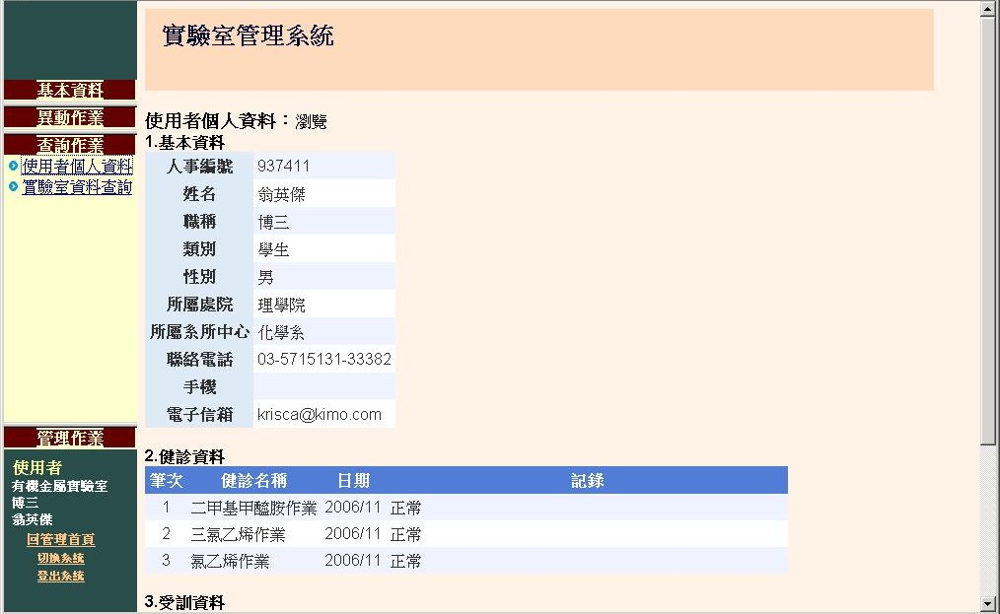 實驗室管理系統
基本資料
異動作業
查詢作業
使用者個人資料
實驗室資料查詢
管理作業
使用者
有機金屬實驗室
博三
翁英傑
回管理首頁
切換系統
登出系統
使用者個人資料：瀏覽
1.基本資料
人事編號 937411
姓名 翁英傑
職稱 博三
類別 學生
性別 男
所屬處院 理學院
所屬系所中心 化學系
聯絡電話 03-5715131-33382
手機
電子信箱 krisca@kimo.com
2.健診資料
筆次 健診名稱 日期 記錄
1 二甲基甲醯胺作業 2006/11 正常
2 三氯乙烯作業 2006/11 正常
3 氯乙烯作業 2006/11 正常
3.受訓資料